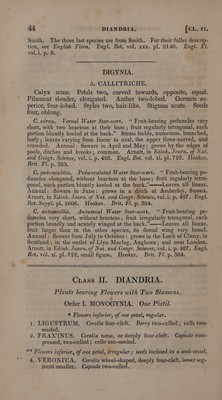 44 DIANDRIA. [CL. II.
Smith. The three last species are from Smith. For their fuller descrip-
tion, see English Flora. Engl. Bot. vol. xxx. pl. 2140. Engl. Fl.
vol. i. p. 9.
DIGYNIA.
5. CALLITRICHE.
Calyx none. Petals two, curved inwards, opposite, equal.
Filament slender, elongated. Anther two-lobed. Germen su-
perior, four-lobed. Styles two, hair-like. Stigma acute. Seeds
four, oblong.
C. verna. Vernal Water Star-wort. "Fruit-bearing peduncles very
short, with two bracteas at their base; fruit regularly tetragonal, each
portion bluntly keeled at the back." Stems feeble, numerous, branched,
leafy; leaves varying from linear to oval, the upper three-nerved, and
crowded. Annual: flowers in April and May: grows by the edges of
pools, ditches and brooks; common. Arnott, in Edinb. Journ. of Nat.
and Geogr. Science, vol. i. p. 425. Engl. Bot. vol. xi. pl. 722. Hooker,
Brit. Fl. p. 383.
C. pedunculata. Pedunculated Water Star-wort. "Fruit-bearing pe-
duncles elongated, without bracteas at the base; fruit regularly tetra-
gonal, each portion bluntly keeled at the back."——Leaves all linear.
Annual: flowers in June: grows in a ditch at Amberley, Sussex.
Arnott, in Edinb. Journ. of Nat. and Geogr. Science, vol. i. p. 427. Engl.
Bot. Suppl. pl. 2606. Hooker, Brit. Fl. p. 384.
C. autumnalis. Autumnal Water Star-wort. "Fruit-bearing pe-
duncles very short, without bracteas; fruit irregularly tetragonal, each
portion broadly and acutely winged at the back."——Leaves all linear,
fruit larger than in the other species, its dorsal wing very broad.
Annual: flowers from July to October: grows in the Loch of Cluny, in
Scotland; in the outlet of Llyn Maelog, Anglesea; and near London.
Arnott, in Edinb. Journ. of Nat. and Geogr. Science, vol. i. p. 427. Engl.
Bot. vol. xi. pl. 722, small figure. Hooker, Brit. Fl. p. 384.
CLASS II. DIANDRIA.
Plants bearing Flowers with Two Stamens.
Order I. MONOGYNIA. One Pistil.
* Flowers inferior, of one petal, regular.
1. LIGUSTRUM. Corolla four-cleft. Berry two-celled; cells two-
seeded.
2. FRAXINUS. Corolla none, or deeply four-cleft. Capsule com-
pressed, two-celled; cells one-seeded.
** Flowers inferior, of one petal, irregular; seeds inclosed in a seed-vessel.
4. VERONICA. Corolla wheel-shaped, deeply four-cleft, lower seg-
ment smaller. Capsule two-celled.